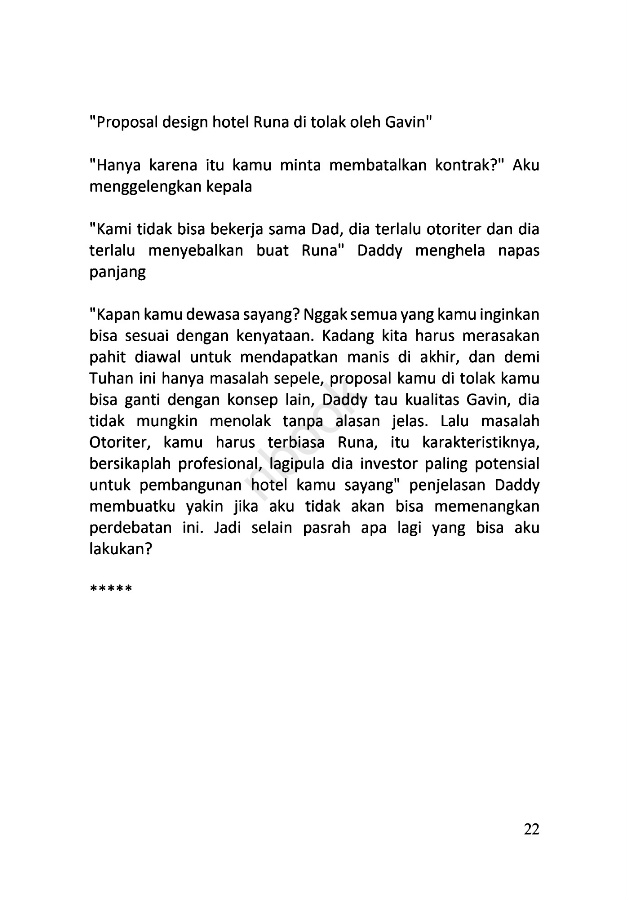 "Proposal design hotel Runa di tolak oleh Gavin"
"Hanya karena itu kamu minta membatalkan kontrak?" Aku
menggelengkan kepala
"Kami tidak bisa bekerja sama Dad, dia terlalu otoriter dan dia
terlalu menyebalkan buat Runa" Daddy menghela napas
panjang
"Kapan kamu dewasa sayang? Nggak semua yang kamu inginkan
bisa sesuai dengan kenyataan. Kadang kita harus merasakan
pahit diawal untuk mendapatkan manis di akhir, dan demi
Tuhan ini hanya masalah sepele, proposal kamu di tolak kamu
bisa ganti dengan konsep lain, Daddy tau kualitas Gavin, dia
tidak mungkin menolak tanpa alasan jelas. Lalu masalah
Otoriter, kamu harus terbiasa Runa, itu karakteristiknya,
bersikaplah profesional, lagipula dia investor paling potensial
untuk pembangunan hotel kamu sayang" penjelasan Daddy
membuatku yakin jika aku tidak akan bisa memenangkan
perdebatan ini. Jadi selain pasrah apa lagi yang bisa aku
lakukan?
*****
22